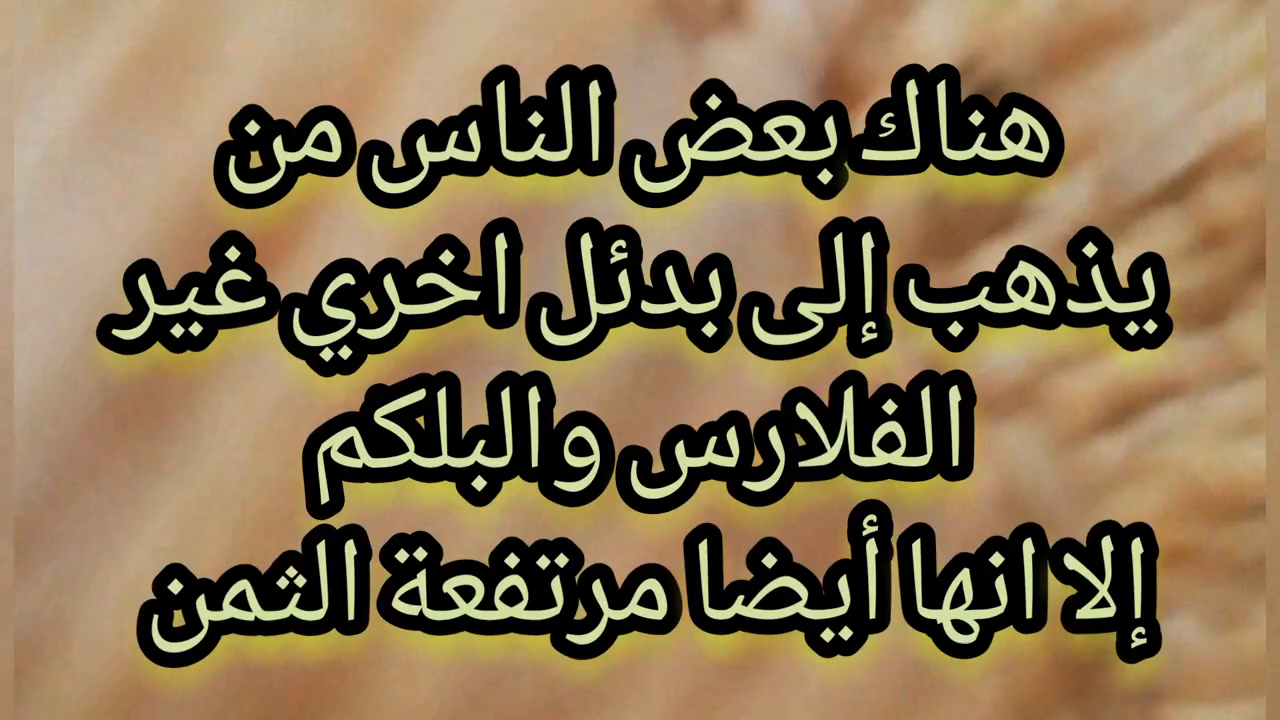 هناك بعض الناس من
يذهب إلى بدئل اخري غير
الفلارس والبلكم
إلا انها أيضا مرتفعة الثمن